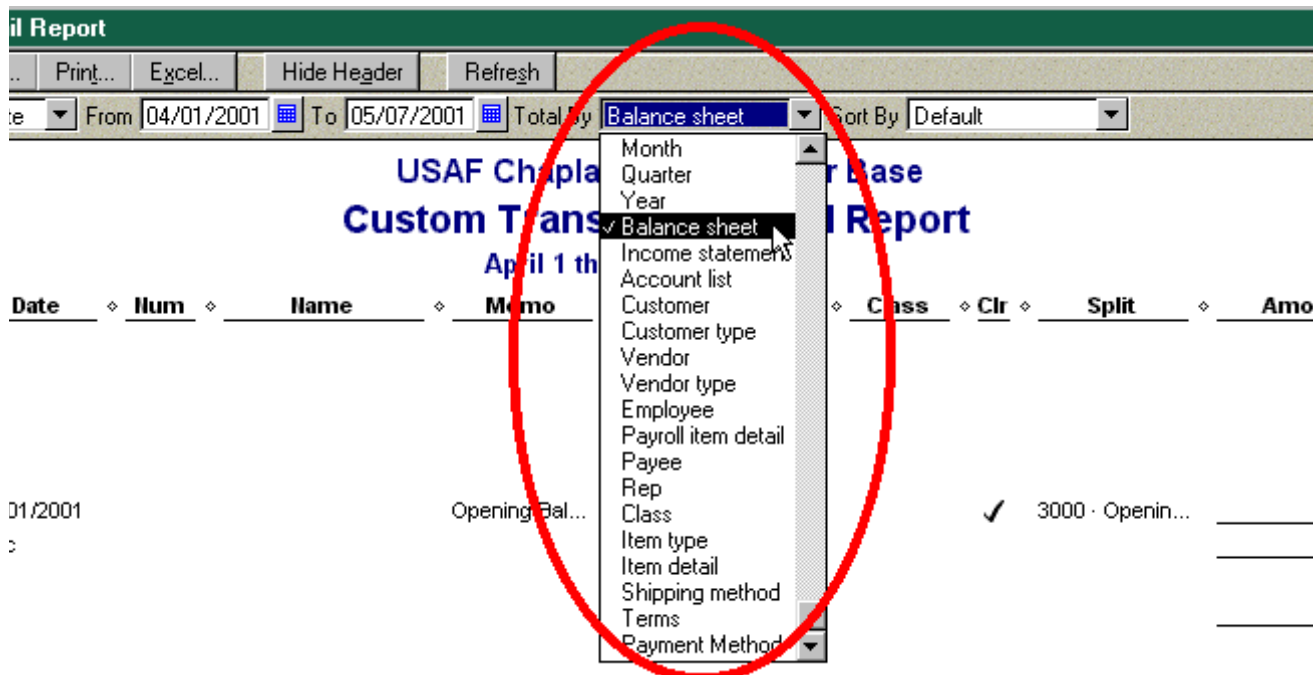 il Report
.. Print... Excel... Hide Header Refresh
te From 04/01/2001 To 05/07/2001 Total By Balance sheet Sort By Default
Month
Quarter
Year
✓ Balance sheet
Income statement
Account list
Customer
Customer type
Vendor
Vendor type
Employee
Payroll item detail
Payee
Rep
Class
Item type
Item detail
Shipping method
Terms
Payment Method
USAF Chapla r Base
Custom Trans l Report
April 1 th
Date Num Name Memo Class Clr Split Amo
01/2001 Opening Bal... ✓ 3000 · Openin...